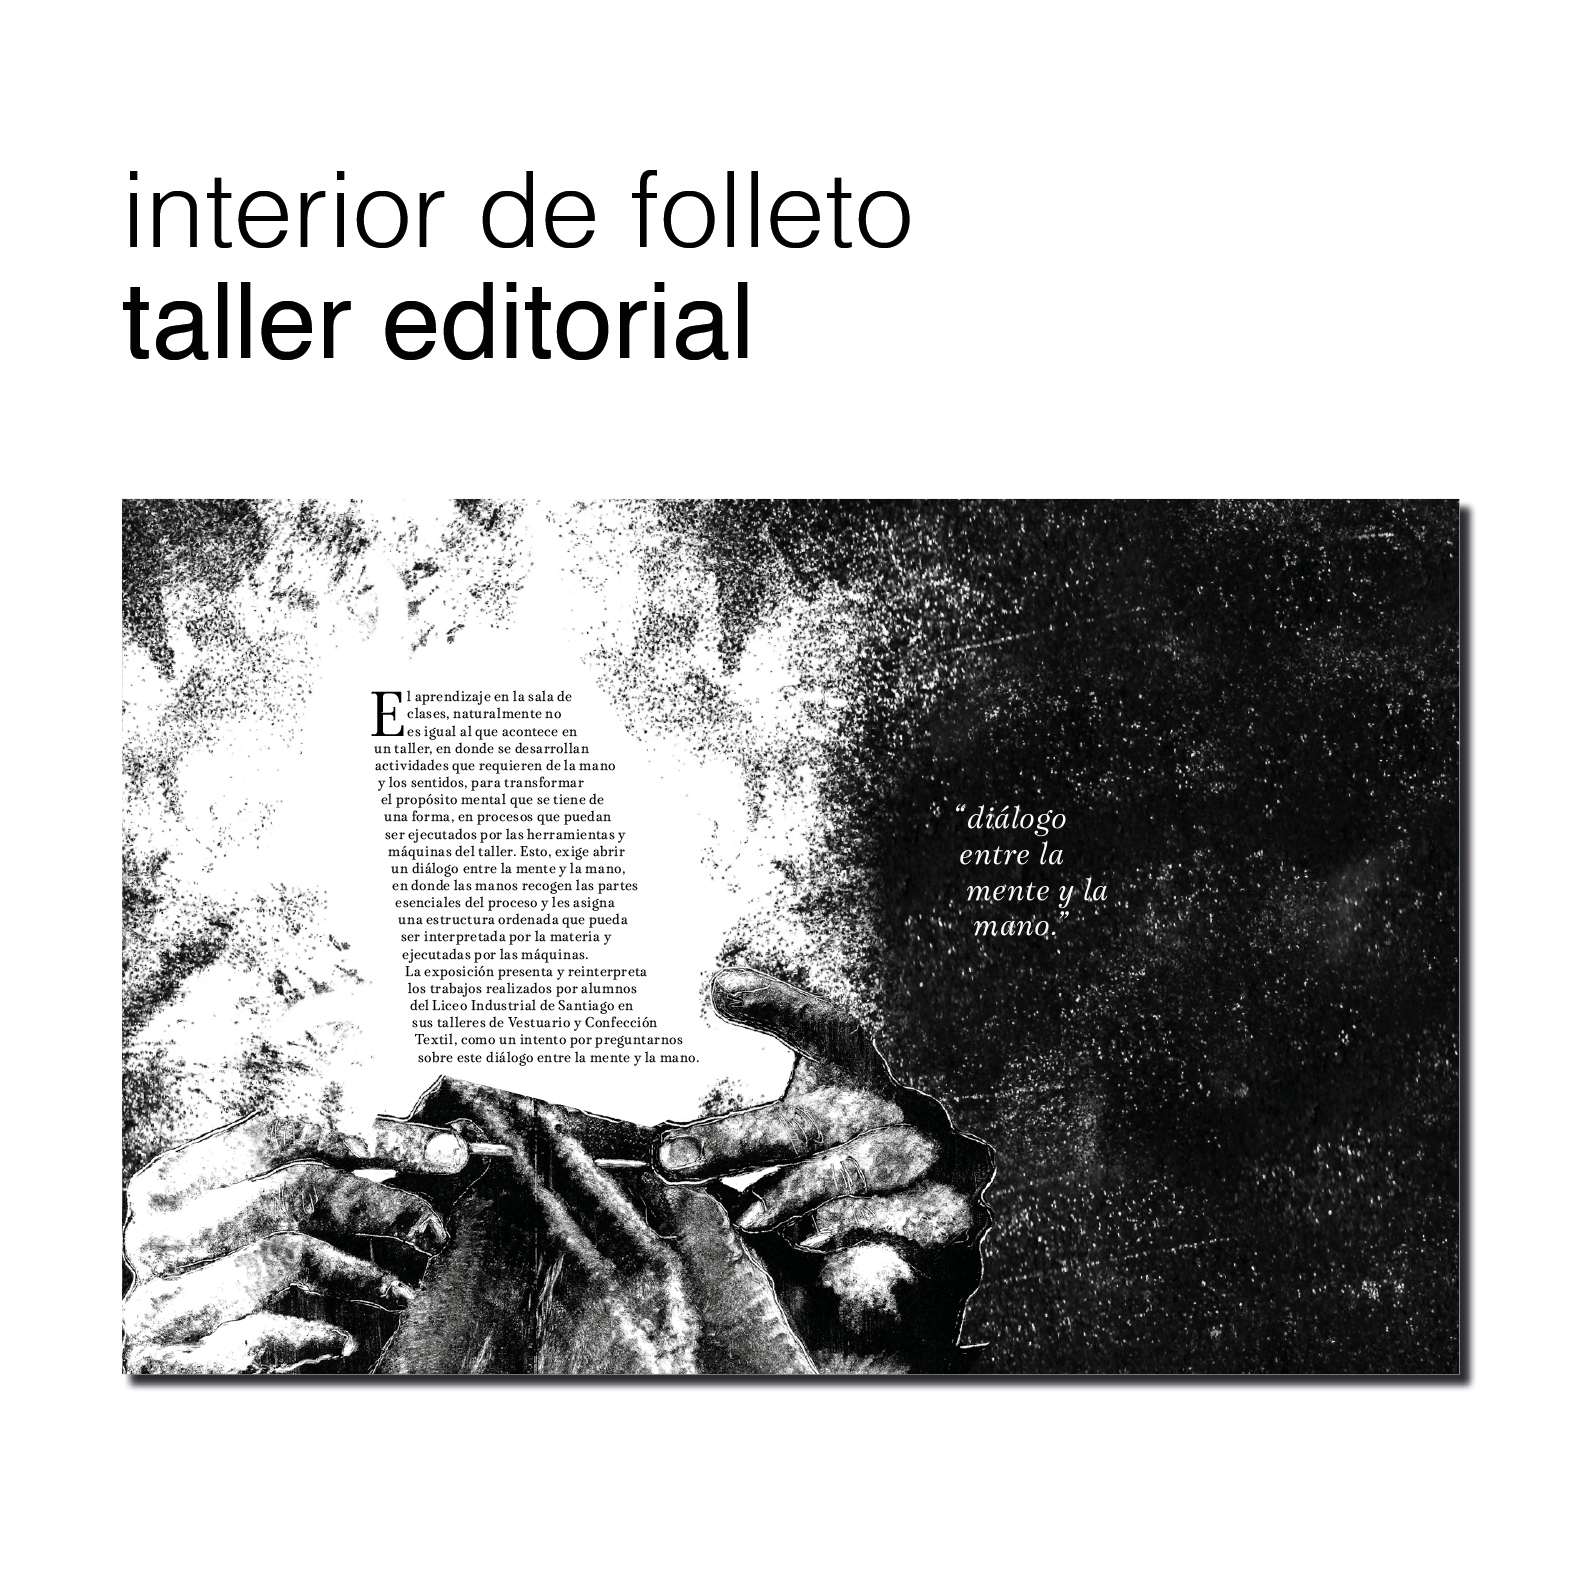 interior de folleto
taller editorial
El aprendizaje en la sala de
clases, naturalmente no
es igual al que acontece en
un taller, en donde se desarrollan
actividades que requieren de la mano
y los sentidos, para transformar
el propósito mental que se tiene de
una forma, en procesos que puedan
ser ejecutados por las herramientas y
máquinas del taller. Esto, exige abrir
un diálogo entre la mente y la mano,
en donde las manos recogen las partes
esenciales del proceso y les asigna
una estructura ordenada que pueda
ser interpretada por la materia y
ejecutadas por las máquinas.
La exposición presenta y reinterpreta
los trabajos realizados por alumnos
del Liceo Industrial de Santiago en
sus talleres de Vestuario y Confección
Textil, como un intento por preguntarnos
sobre este diálogo entre la mente y la mano.
“diálogo
entre la
mente y la
mano.”